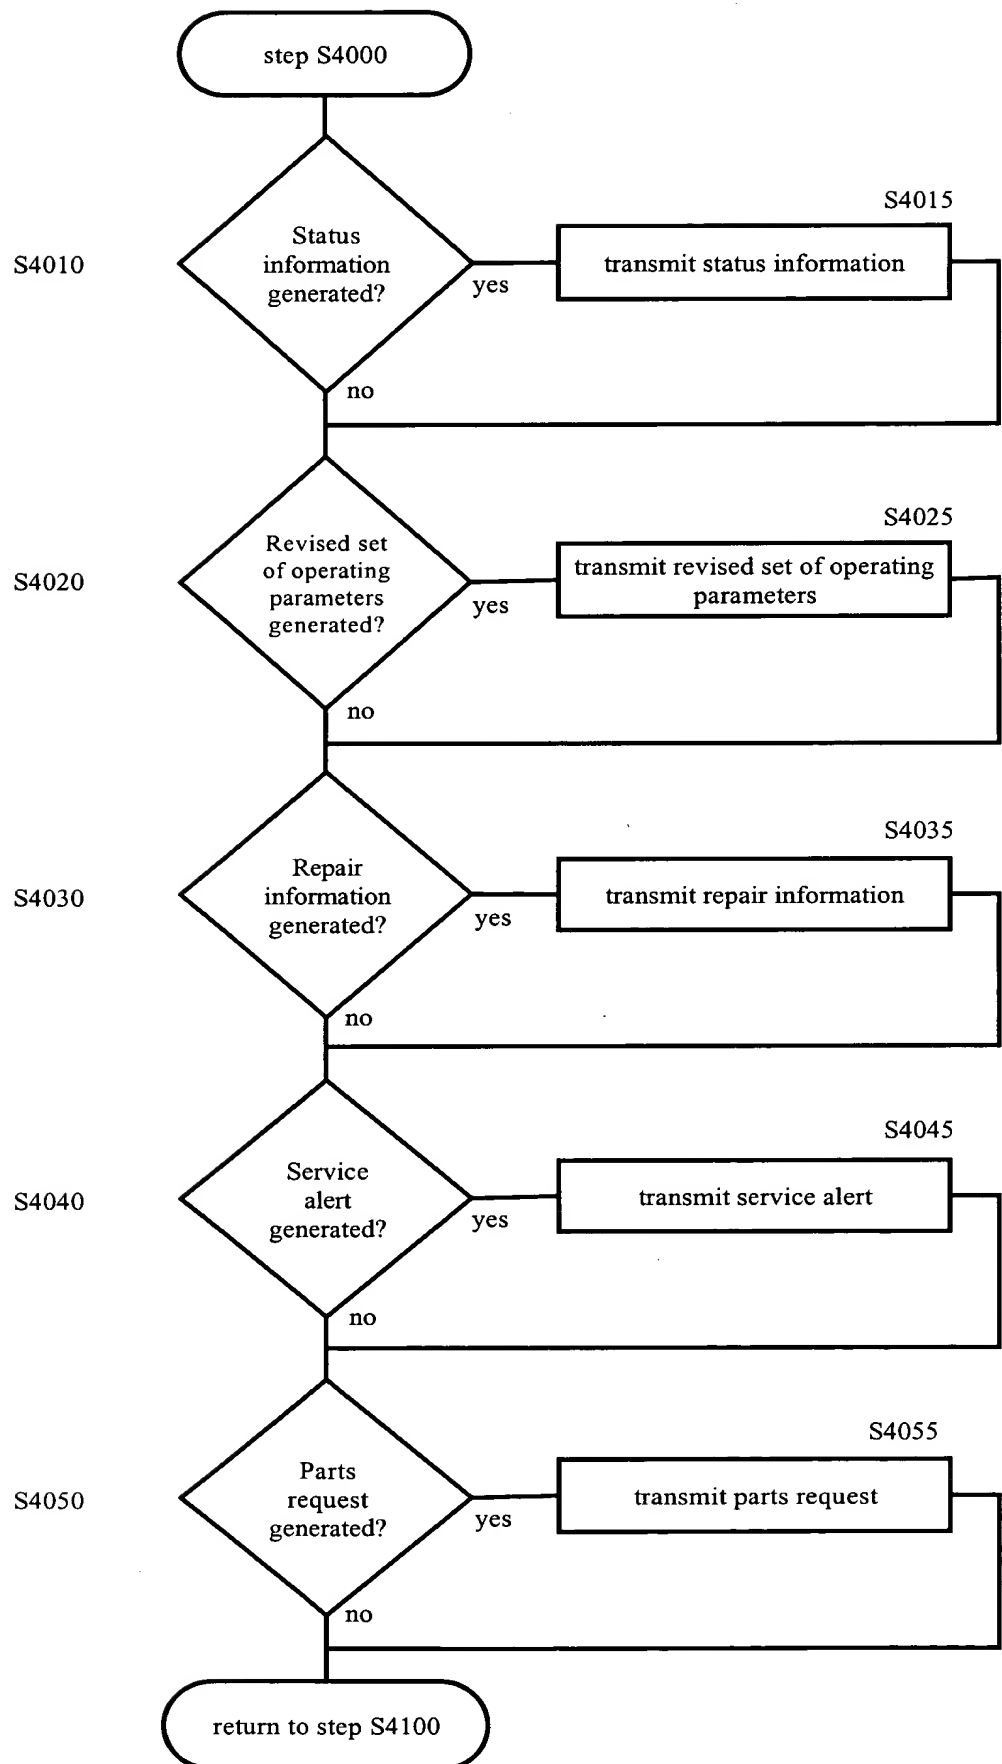 step S4000
S4010
Status
information
generated?
yes
no
S4015
transmit status information
S4020
Revised set
of operating
parameters
generated?
yes
no
S4025
transmit revised set of operating
parameters
S4030
Repair
information
generated?
yes
no
S4035
transmit repair information
S4040
Service
alert
generated?
yes
no
S4045
transmit service alert
S4050
Parts
request
generated?
yes
no
S4055
transmit parts request
return to step S4100